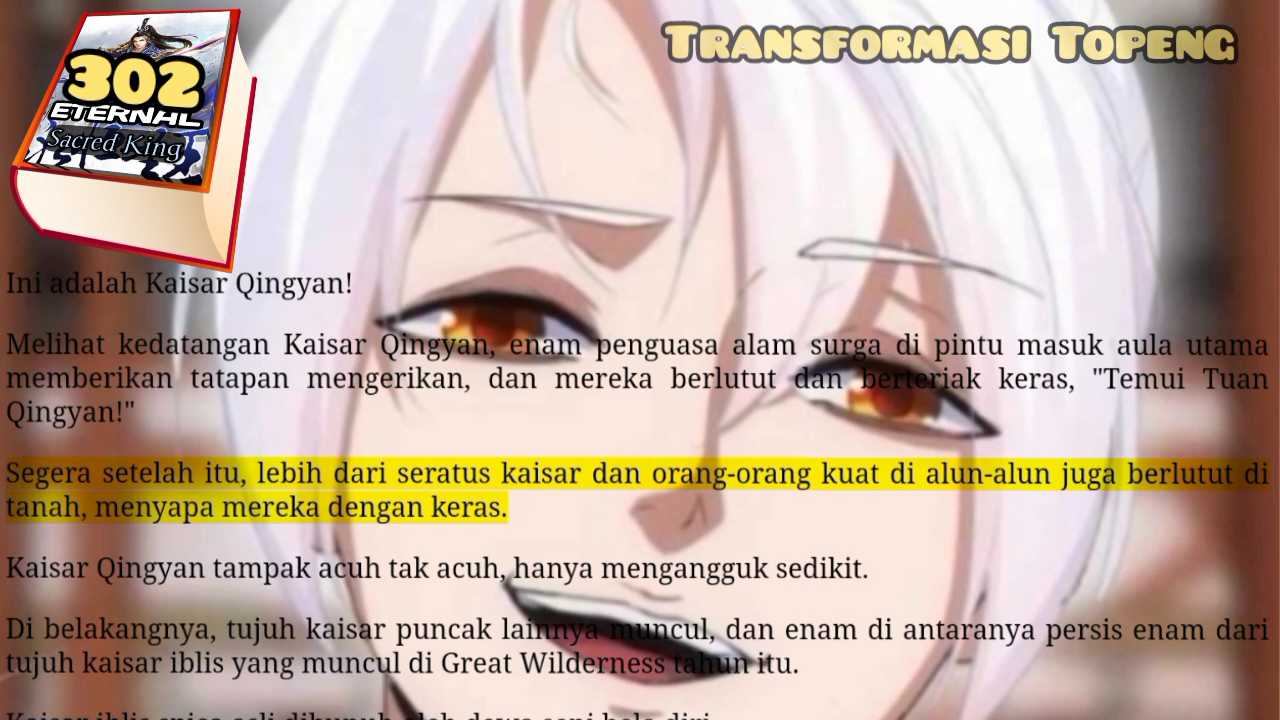 Transformasi Topeng
302
ETERNAL
Sacred King
Ini adalah Kaisar Qingyan!
Melihat kedatangan Kaisar Qingyan, enam penguasa alam surga di pintu masuk aula utama
memberikan tatapan mengerikan, dan mereka berlutut dan berteriak keras, "Temui Tuan
Qingyan!"
Segera setelah itu, lebih dari seratus kaisar dan orang-orang kuat di alun-alun juga berlutut di
tanah, menyapa mereka dengan keras.
Kaisar Qingyan tampak acuh tak acuh, hanya mengangguk sedikit.
Di belakangnya, tujuh kaisar puncak lainnya muncul, dan enam di antaranya persis enam dari
tujuh kaisar iblis yang muncul di Great Wilderness tahun itu.